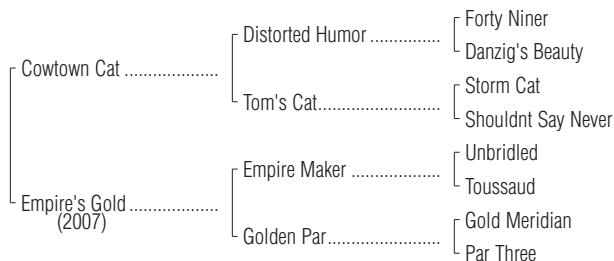 Forty Niner
Distorted Humor ................
Danzig's Beauty
Cowtown Cat .....................
Storm Cat
Tom's Cat...........................
Shouldnt Say Never
Unbridled
Empire Maker ....................
Toussaud
Empire's Gold ....................
(2007)
Gold Meridian
Golden Par.........................
Par Three